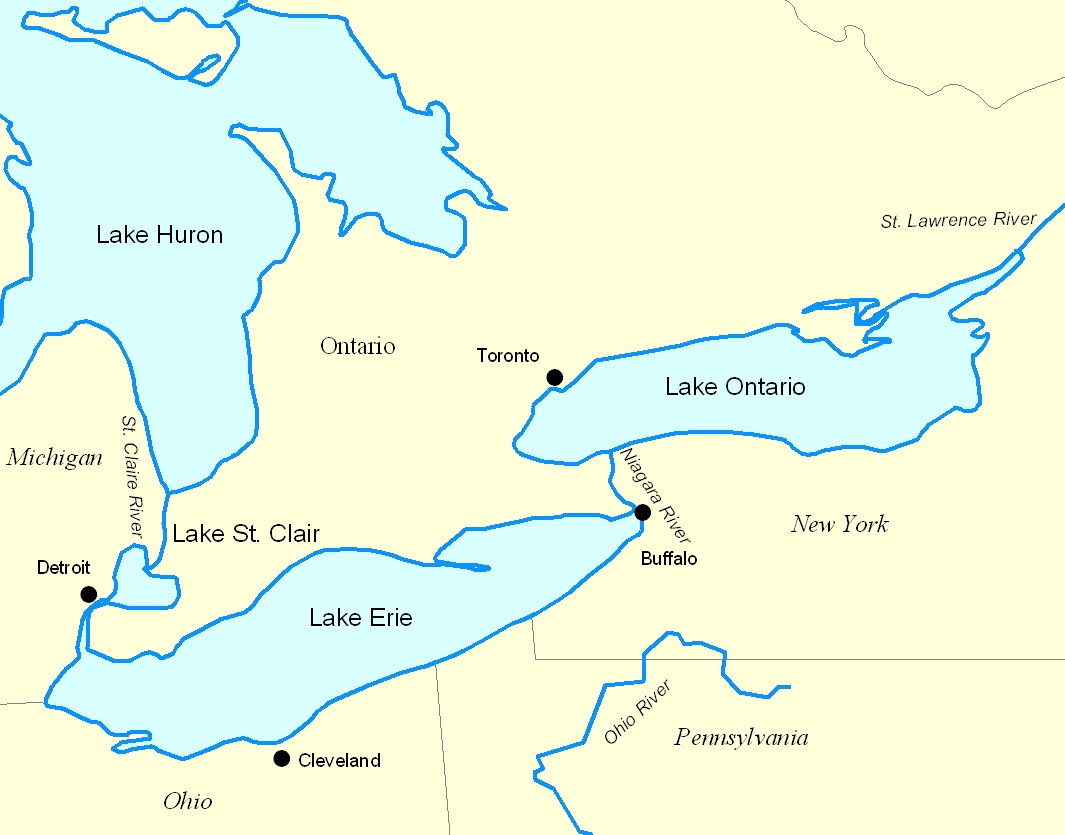 St. Lawrence River
Lake Huron
Ontario
Toronto
Lake Ontario
Michigan
St. Claire River
Niagara River
New York
Lake St. Clair
Buffalo
Detroit
Lake Erie
Ohio River
Pennsylvania
Cleveland
Ohio